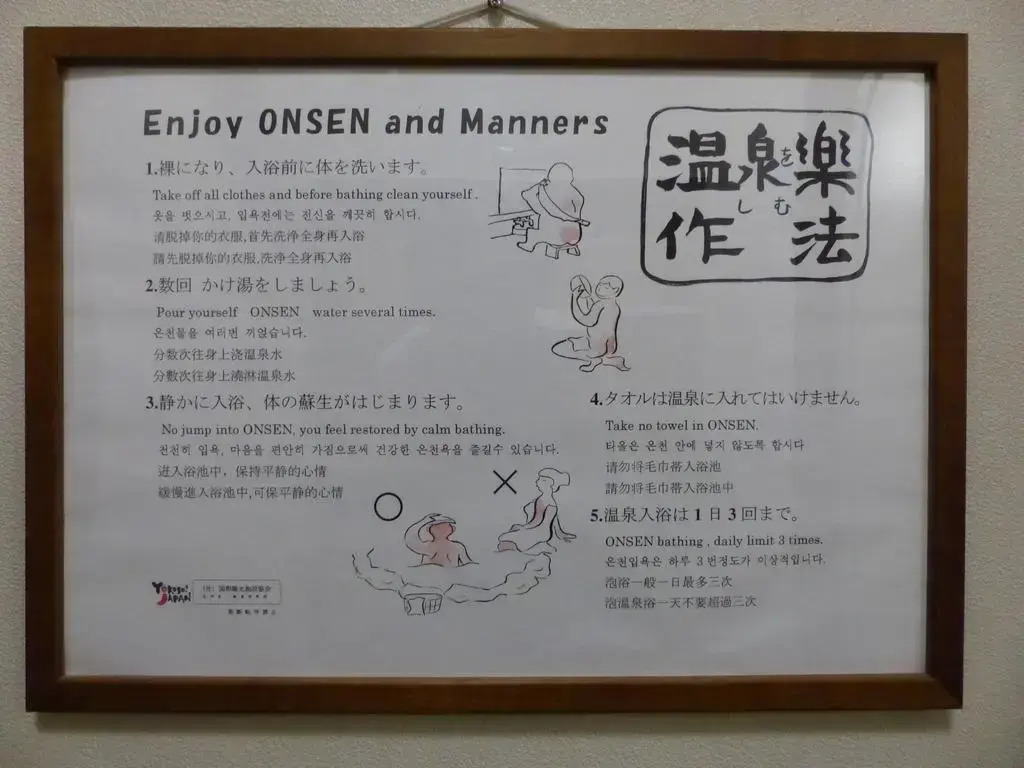 Enjoy ONSEN and Manners
温泉を楽しむ
作法
1.裸になり、入浴前に体を洗います。
Take off all clothes and before bathing clean yourself.
옷을 벗으시고, 입욕전에는 전신을 깨끗히 합시다.
清脱掉你的衣服,首先洗浄全身再入浴
請先脱掉你的衣服,洗浄全身再入浴
2.数回 かけ湯をしましょう。
Pour yourself ONSEN water several times.
온천물을 여러번 끼얹습니다.
分数次往身上浇温泉水
分數次往身上澆淋溫泉水
3.静かに入浴、体の蘇生がはじまります。
No jump into ONSEN, you feel restored by calm bathing.
천천히 입욕, 마음을 편안히 가짐으로써 건강한 온천욕을 즐길수 있습니다.
进入浴池中，保持平静的心情
緩慢進入浴池中,可保平静的心情
4.タオルは温泉に入れてはいけません。
Take no towel in ONSEN.
타올은 온천 안에 넣지 않도록 합시다
请勿将毛巾带入浴池
請勿將毛巾帯入浴池中
5.温泉入浴は1日3回まで。
ONSEN bathing, daily limit 3 times.
온천입욕은 하루 3번정도가 이상적입니다.
泡浴一般一日最多三次
泡溫泉浴一天不要超過三次
YOKOSO! JAPAN
(社)国際観光施設協会